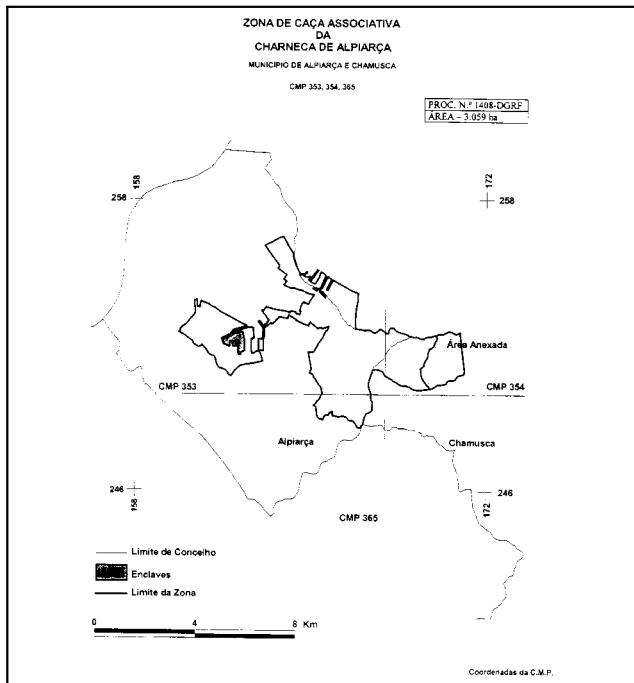 ZONA DE CAÇA ASSOCIATIVA
DA
CHARNECA DE ALPIARÇA
MUNICÍPIO DE ALPIARÇA E CHAMUSCA
CMP 353, 354, 365
PROC. N.º 1408-DGRF
ÁREA – 3.059 ha
158
172
258
258
Área Anexada
CMP 353
CMP 354
Alpiarça
Chamusca
246
246
158
172
CMP 365
Limite de Concelho
Enclaves
Limite da Zona
0 4 8 Km
Coordenadas da C.M.P.